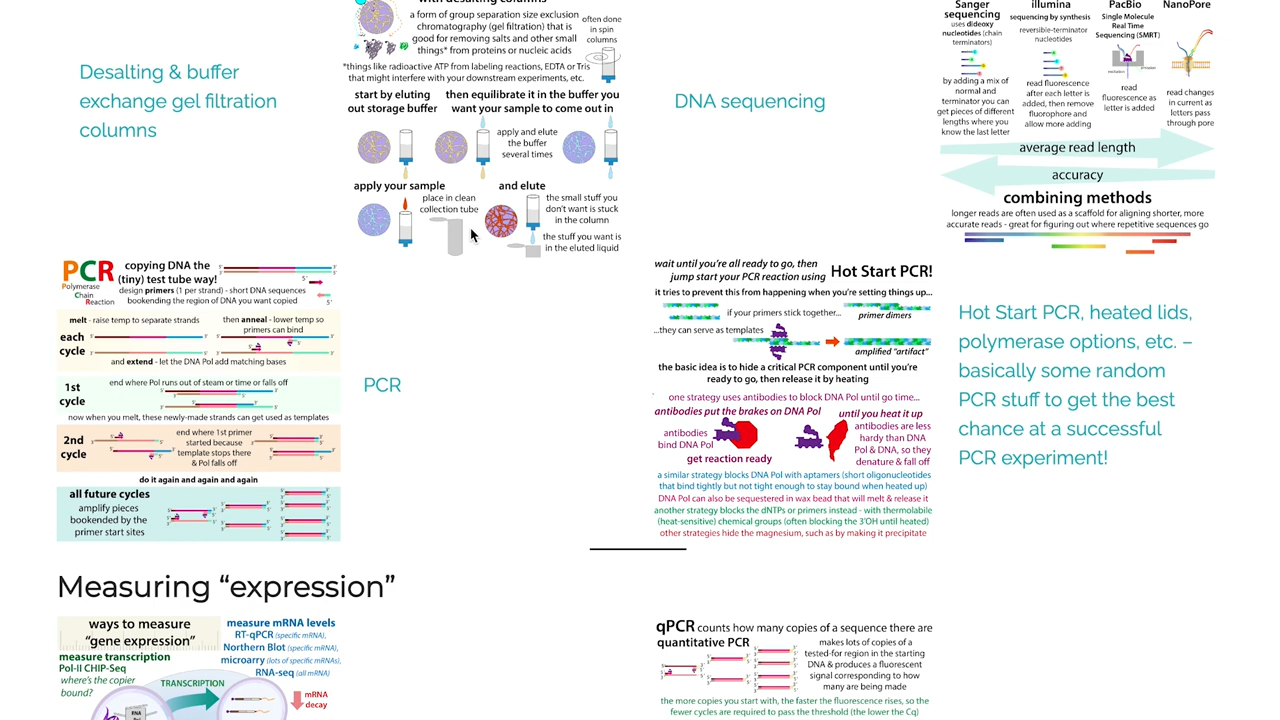 Desalting & buffer
exchange gel filtration
columns
with desalting columns
a form of group separation size exclusion
chromatography (gel filtration) that is
good for removing salts and other small
things* from proteins or nucleic acids
often done
in spin
columns
*things like radioactive ATP from labeling reactions, EDTA or Tris
that might interfere with your downstream experiments, etc.
start by eluting
out storage buffer
then equilibrate it in the buffer you
want your sample to come out in
apply and elute
the buffer
several times
apply your sample
and elute
place in clean
collection tube
the small stuff you
don't want is stuck
in the column
the stuff you want is
in the eluted liquid
DNA sequencing
Sanger
sequencing
uses dideoxy
nucleotides (chain
terminators)
by adding a mix of
normal and
terminator you can
get pieces of different
lengths where you
know the last letter
illumina
sequencing by synthesis
reversible-terminator
nucleotides
read fluorescence
after each letter is
added, then remove
fluorophore and
allow more adding
PacBio
Single Molecule
Real Time
Sequencing (SMRT)
read
fluorescence as
letter is added
NanoPore
read changes
in current as
letters pass
through pore
average read length
accuracy
combining methods
longer reads are often used as a scaffold for aligning shorter, more
accurate reads - great for figuring out where repetitive sequences go
PCR
Polymerase
Chain
Reaction
copying DNA the
(tiny) test tube way!
design primers (1 per strand) - short DNA sequences
bookending the region of DNA you want copied
melt - raise temp to separate strands
then anneal - lower temp so
primers can bind
each
cycle
and extend - let the DNA Pol add matching bases
1st
cycle
end where Pol runs out of steam or time or falls off
now when you melt, these newly-made strands can get used as templates
2nd
cycle
end where 1st primer
started because
template stops there
& Pol falls off
do it again and again and again
all future cycles
amplify pieces
bookended by the
primer start sites
PCR
wait until you're all ready to go, then
jump start your PCR reaction using
Hot Start PCR!
it tries to prevent this from happening when you're setting things up...
if your primers stick together...
primer dimers
...they can serve as templates
amplified "artifact"
the basic idea is to hide a critical PCR component until you're
ready to go, then release it by heating
one strategy uses antibodies to block DNA Pol until go time...
antibodies put the brakes on DNA Pol
until you heat it up
antibodies
bind DNA Pol
get reaction ready
antibodies are less
hardy than DNA
Pol & DNA, so they
denature & fall off
a similar strategy blocks DNA Pol with aptamers (short oligonucleotides
that bind tightly but not tight enough to stay bound when heated up)
DNA Pol can also be sequestered in wax bead that will melt & release it
another strategy blocks the dNTPs or primers instead - with thermolabile
(heat-sensitive) chemical groups (often blocking the 3'OH until heated)
other strategies hide the magnesium, such as by making it precipitate
Hot Start PCR, heated lids,
polymerase options, etc. –
basically some random
PCR stuff to get the best
chance at a successful
PCR experiment!
Measuring “expression”
ways to measure
“gene expression”
measure transcription
Pol-II CHIP-Seq
where's the copier
bound?
measure mRNA levels
RT-qPCR (specific mRNA),
Northern Blot (specific mRNA),
microarry (lots of specific mRNAs),
RNA-seq (all mRNA)
TRANSCRIPTION
mRNA
decay
qPCR counts how many copies of a sequence there are
quantitative PCR
makes lots of copies of a
tested-for region in the starting
DNA & produces a fluorescent
signal corresponding to how
many are being made
the more copies you start with, the faster the fluorescence rises, so the
fewer cycles are required to pass the threshold (the lower the Cq)